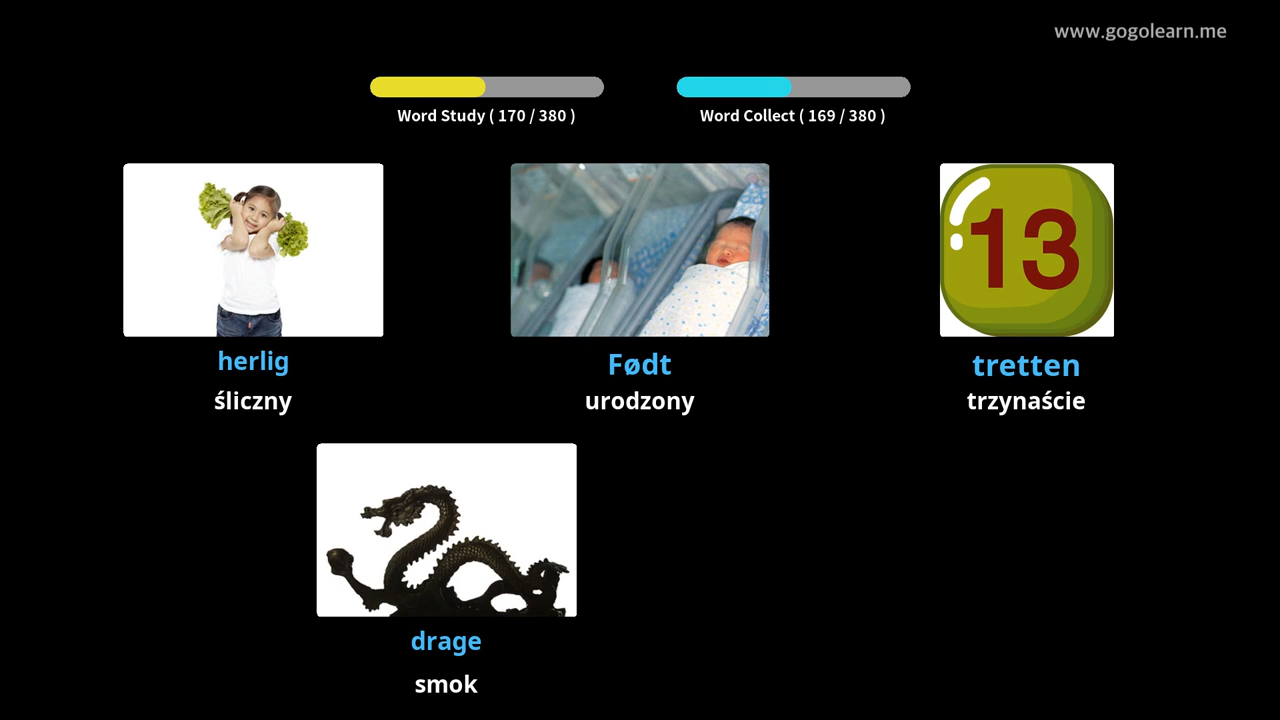 www.gogolearn.me
Word Study ( 170 / 380 )
Word Collect ( 169 / 380 )
13
herlig
Født
tretten
śliczny
urodzony
trzynaście
drage
smok